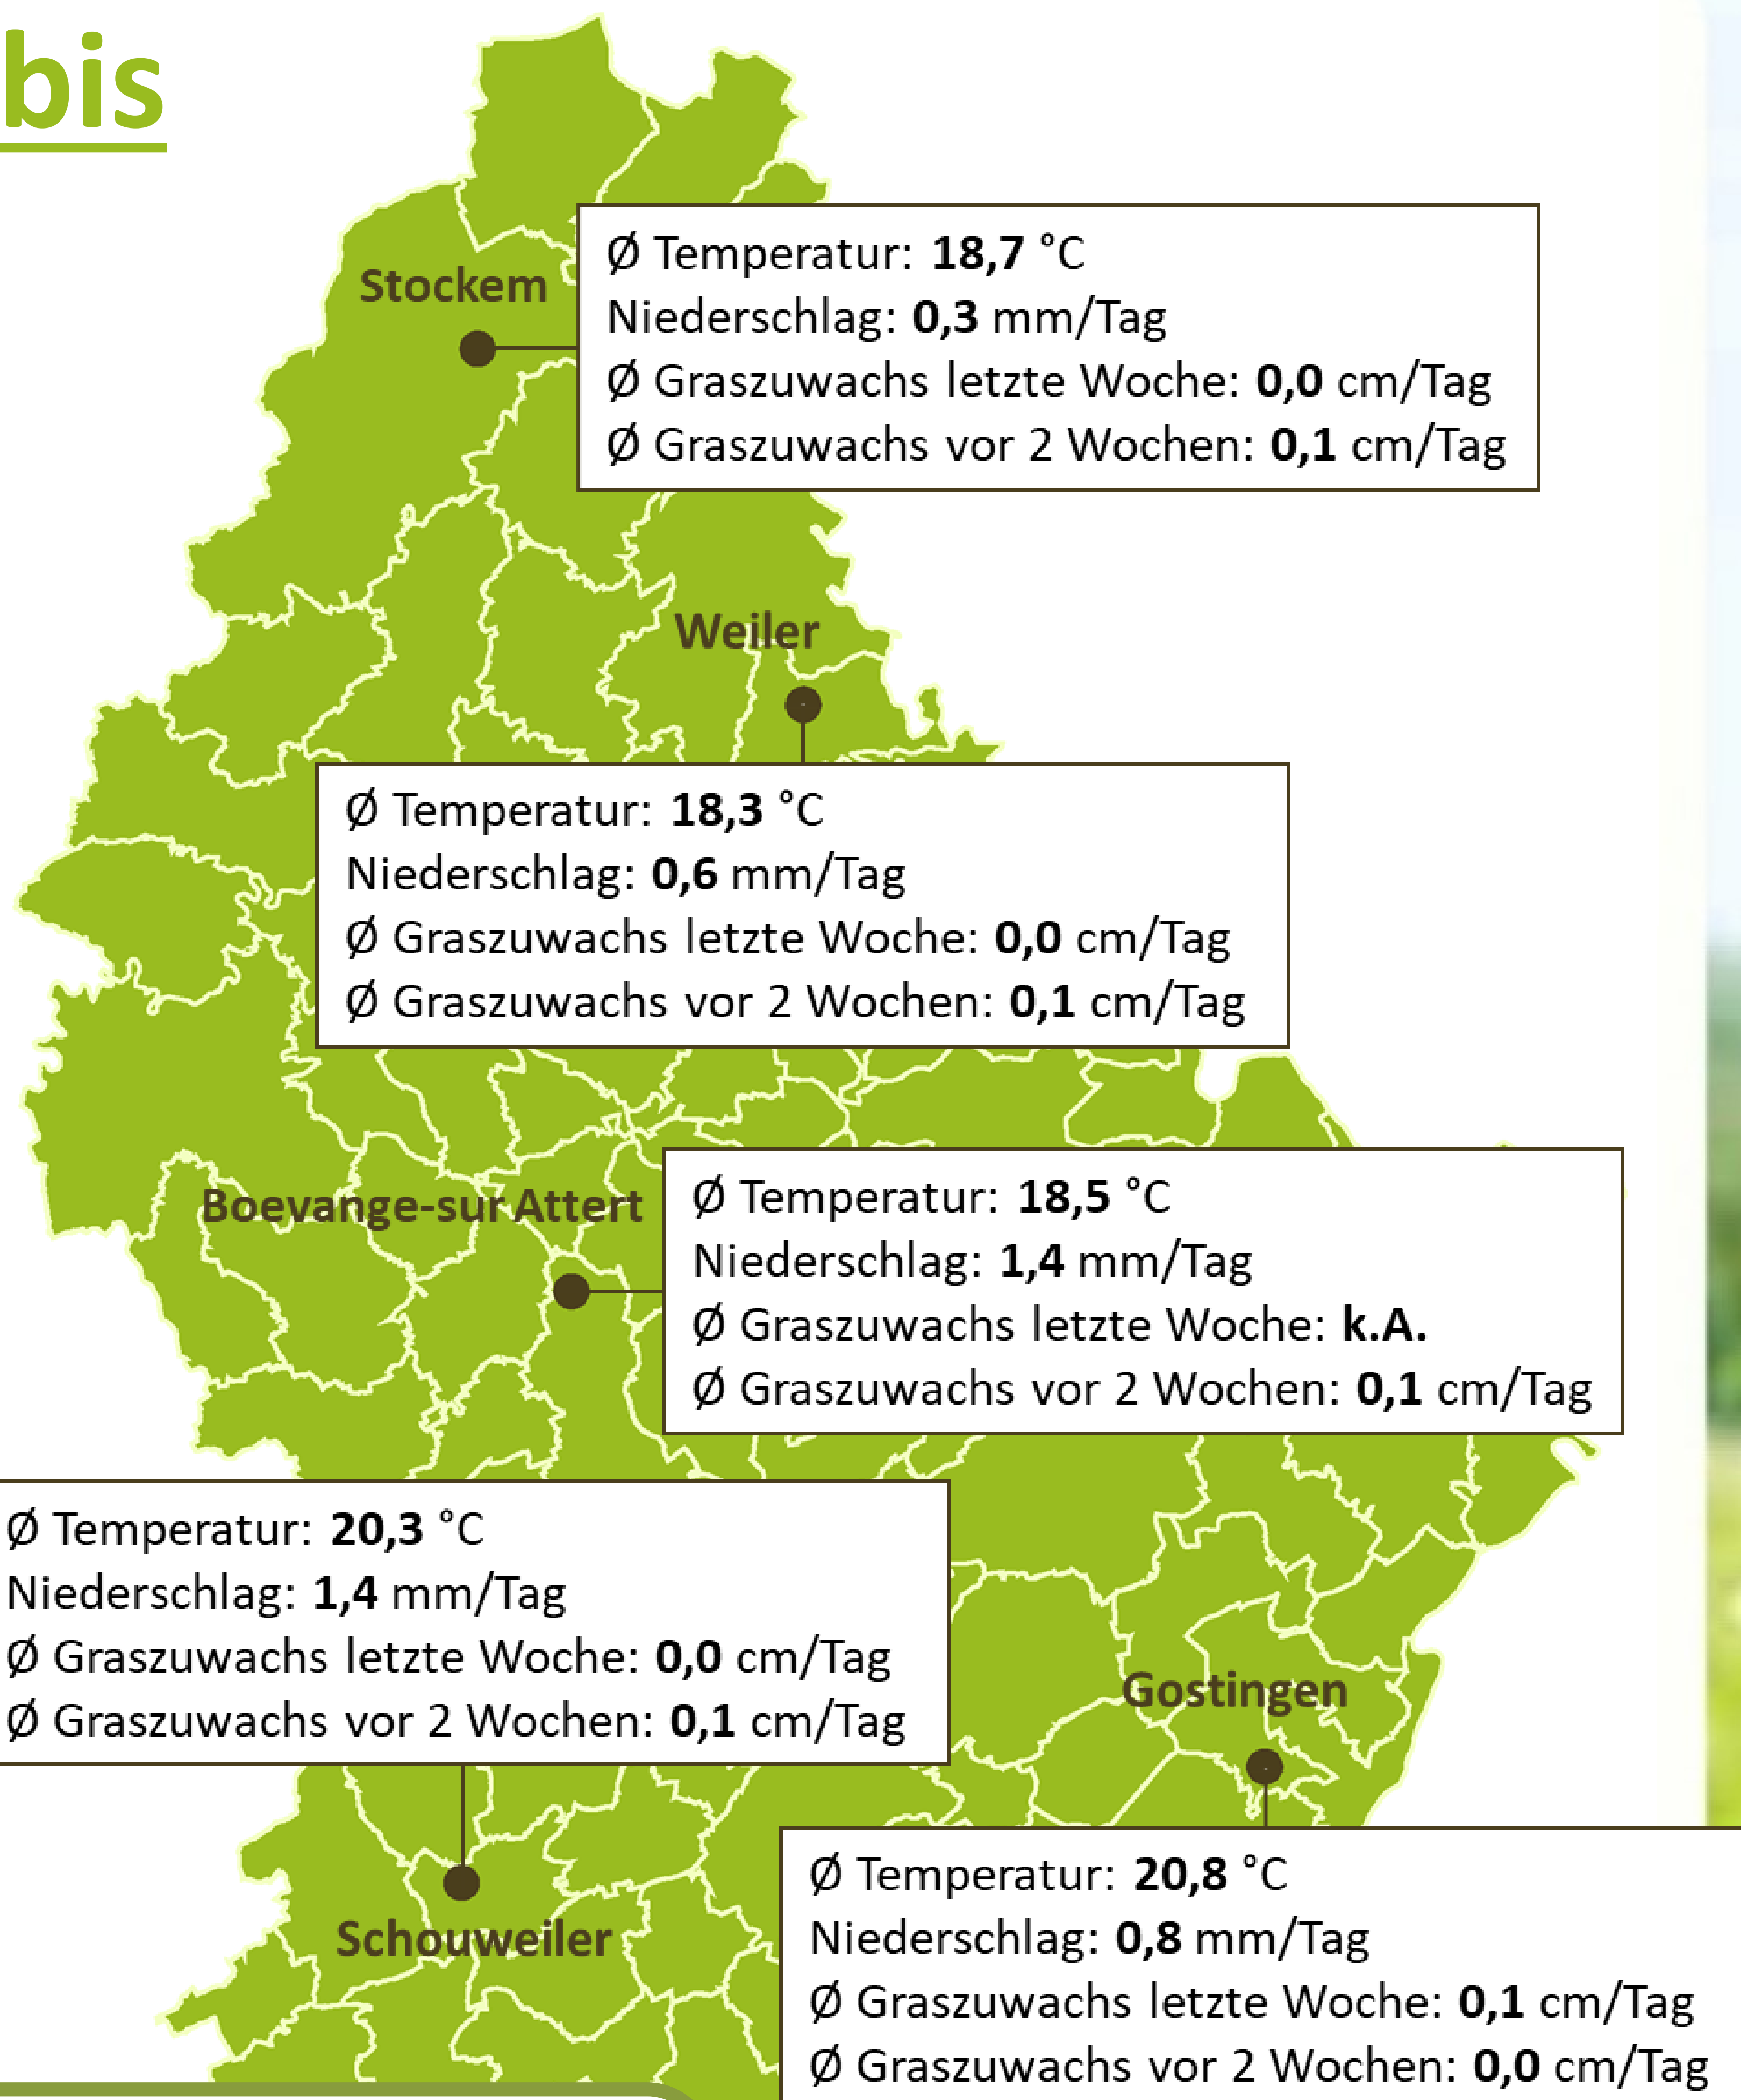 bis
Stockem
Ø Temperatur: 18,7 °C
Niederschlag: 0,3 mm/Tag
Ø Graszuwachs letzte Woche: 0,0 cm/Tag
Ø Graszuwachs vor 2 Wochen: 0,1 cm/Tag
Weiler
Ø Temperatur: 18,3 °C
Niederschlag: 0,6 mm/Tag
Ø Graszuwachs letzte Woche: 0,0 cm/Tag
Ø Graszuwachs vor 2 Wochen: 0,1 cm/Tag
Boevange-sur Attert
Ø Temperatur: 18,5 °C
Niederschlag: 1,4 mm/Tag
Ø Graszuwachs letzte Woche: k.A.
Ø Graszuwachs vor 2 Wochen: 0,1 cm/Tag
Ø Temperatur: 20,3 °C
Niederschlag: 1,4 mm/Tag
Ø Graszuwachs letzte Woche: 0,0 cm/Tag
Ø Graszuwachs vor 2 Wochen: 0,1 cm/Tag
Schouweiler
Gostingen
Ø Temperatur: 20,8 °C
Niederschlag: 0,8 mm/Tag
Ø Graszuwachs letzte Woche: 0,1 cm/Tag
Ø Graszuwachs vor 2 Wochen: 0,0 cm/Tag